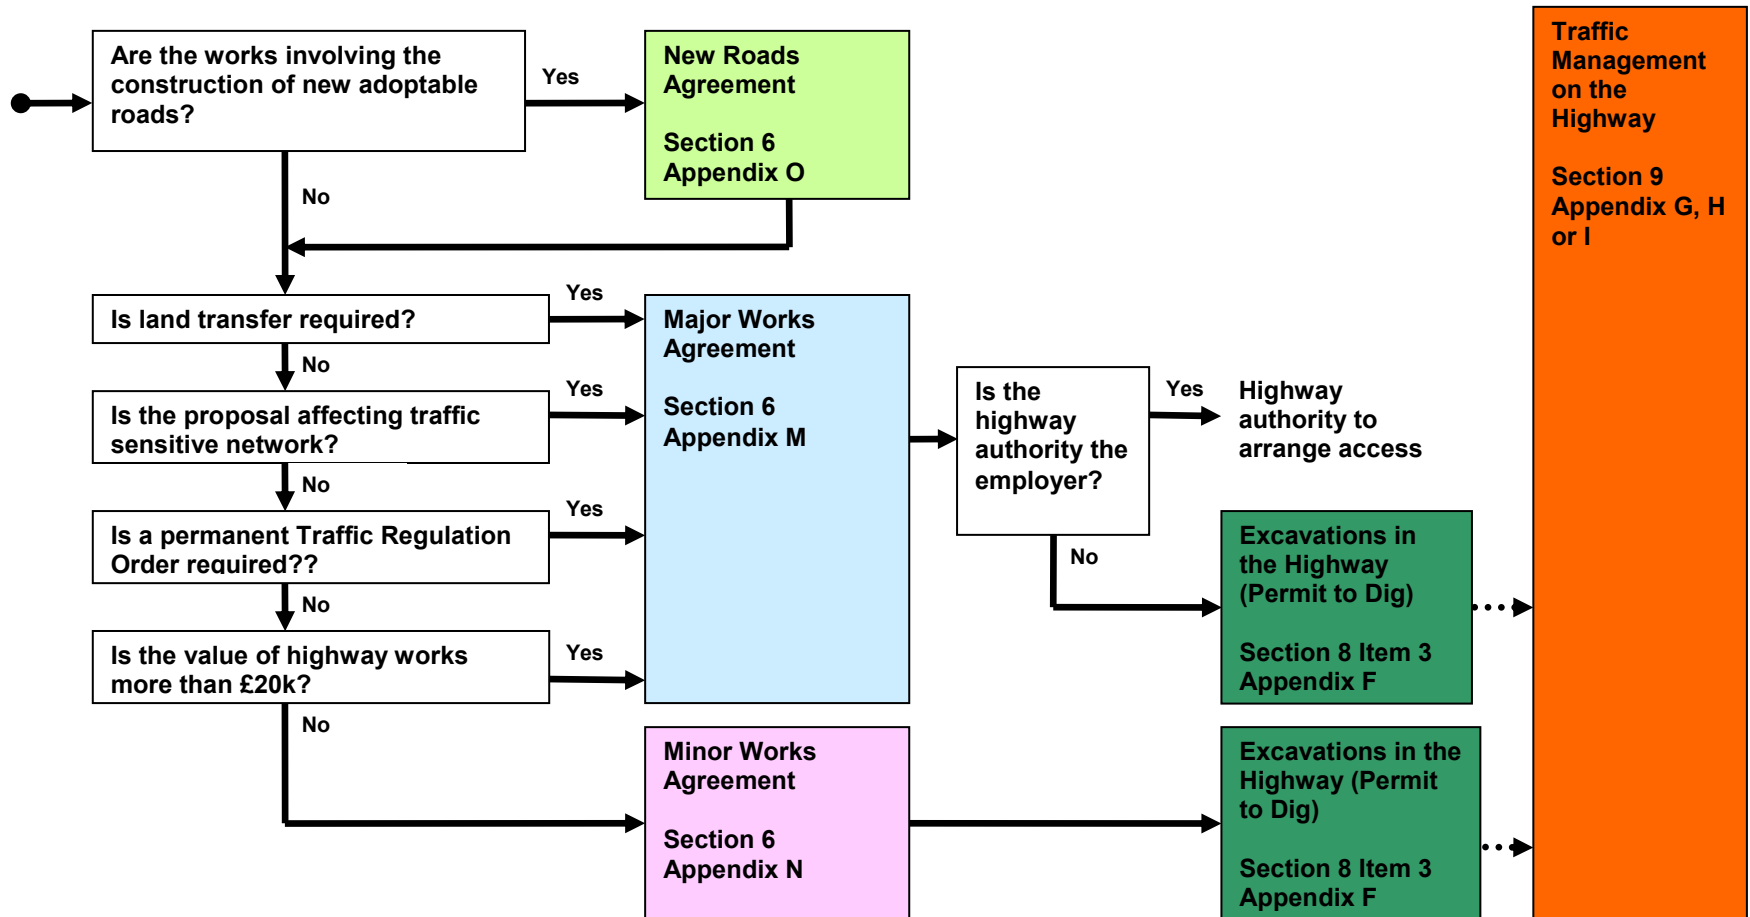 Are the works involving the
construction of new adoptable
roads?
Yes
New Roads
Agreement
Section 6
Appendix O
No
Is land transfer required?
Yes
No
Is the proposal affecting traffic
sensitive network?
Yes
No
Is a permanent Traffic Regulation
Order required??
Yes
No
Is the value of highway works
more than £20k?
Yes
No
Major Works
Agreement
Section 6
Appendix M
Is the
highway
authority the
employer?
Yes
Highway
authority to
arrange access
No
Excavations in
the Highway
(Permit to Dig)
Section 8 Item 3
Appendix F
Minor Works
Agreement
Section 6
Appendix N
Excavations in the
Highway (Permit
to Dig)
Section 8 Item 3
Appendix F
Traffic
Management
on the
Highway
Section 9
Appendix G, H
or I